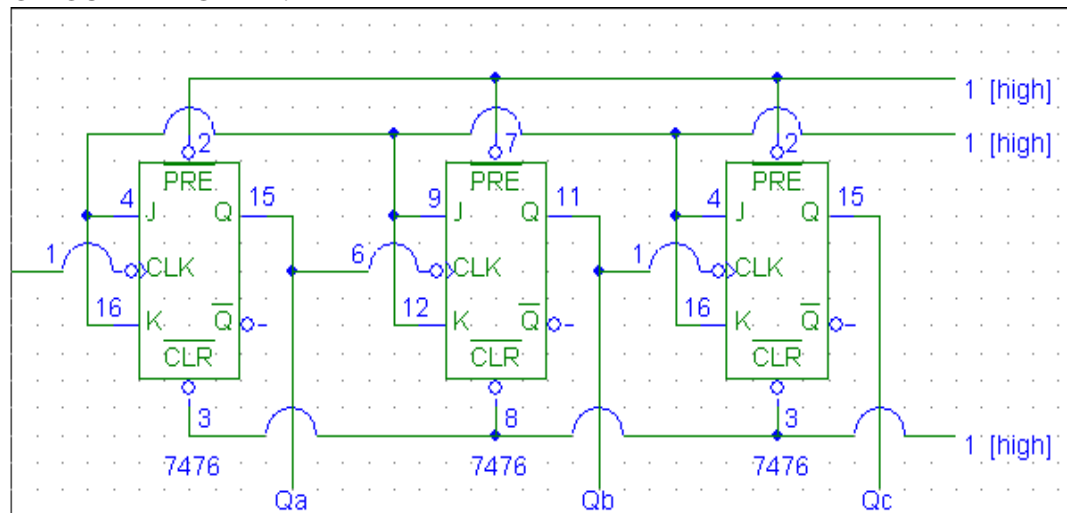 1 [high]
1 [high]
2 7 2
PRE PRE PRE
4 J Q 15 9 J Q 11 4 J Q 15
1 CLK 6 CLK 1 CLK
16 K Q 12 K Q 16 K Q
CLR CLR CLR
3 8 3
1 [high]
7476 7476 7476
Qa Qb Qc